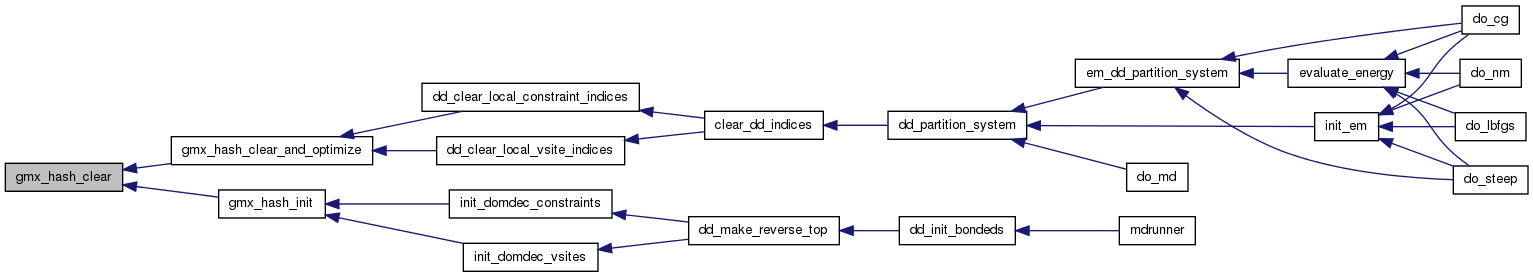 do_cg
em_dd_partition_system
evaluate_energy
do_nm
dd_clear_local_constraint_indices
clear_dd_indices
dd_partition_system
init_em
do_lbfgs
gmx_hash_clear_and_optimize
dd_clear_local_vsite_indices
gmx_hash_clear
do_md
do_steep
gmx_hash_init
init_domdec_constraints
dd_make_reverse_top
dd_init_bondeds
mdrunner
init_domdec_vsites